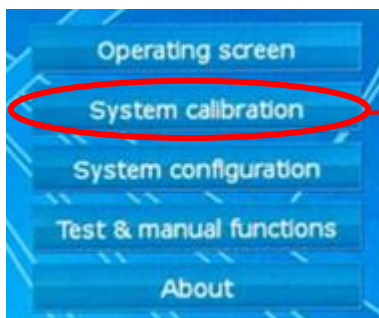 Operating screen
System calibration
System configuration
Test & manual functions
About